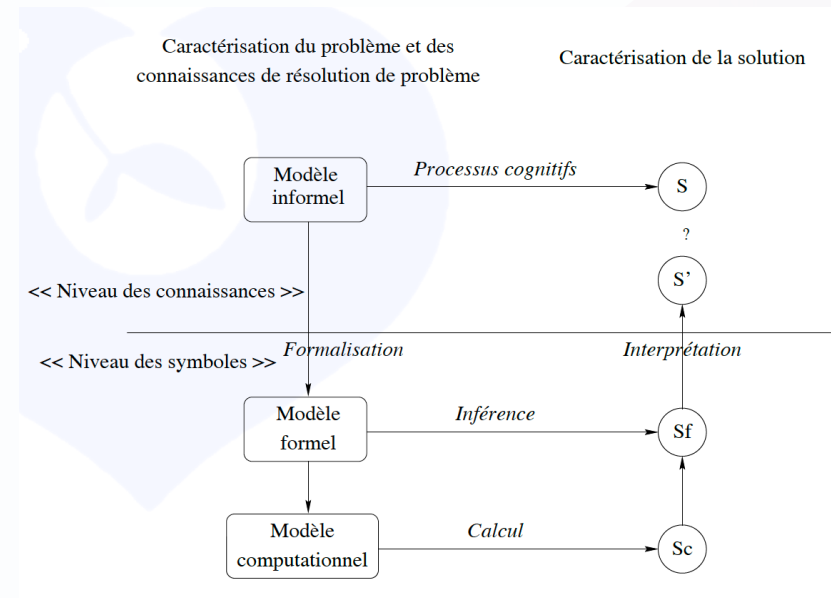 Caractérisation du problème et des
connaissances de résolution de problème
Caractérisation de la solution
Modèle
informel
Processus cognitifs
S
?
S’
<< Niveau des connaissances >>
<< Niveau des symboles >>
Formalisation
Interprétation
Modèle
formel
Inférence
Sf
Modèle
computationnel
Calcul
Sc